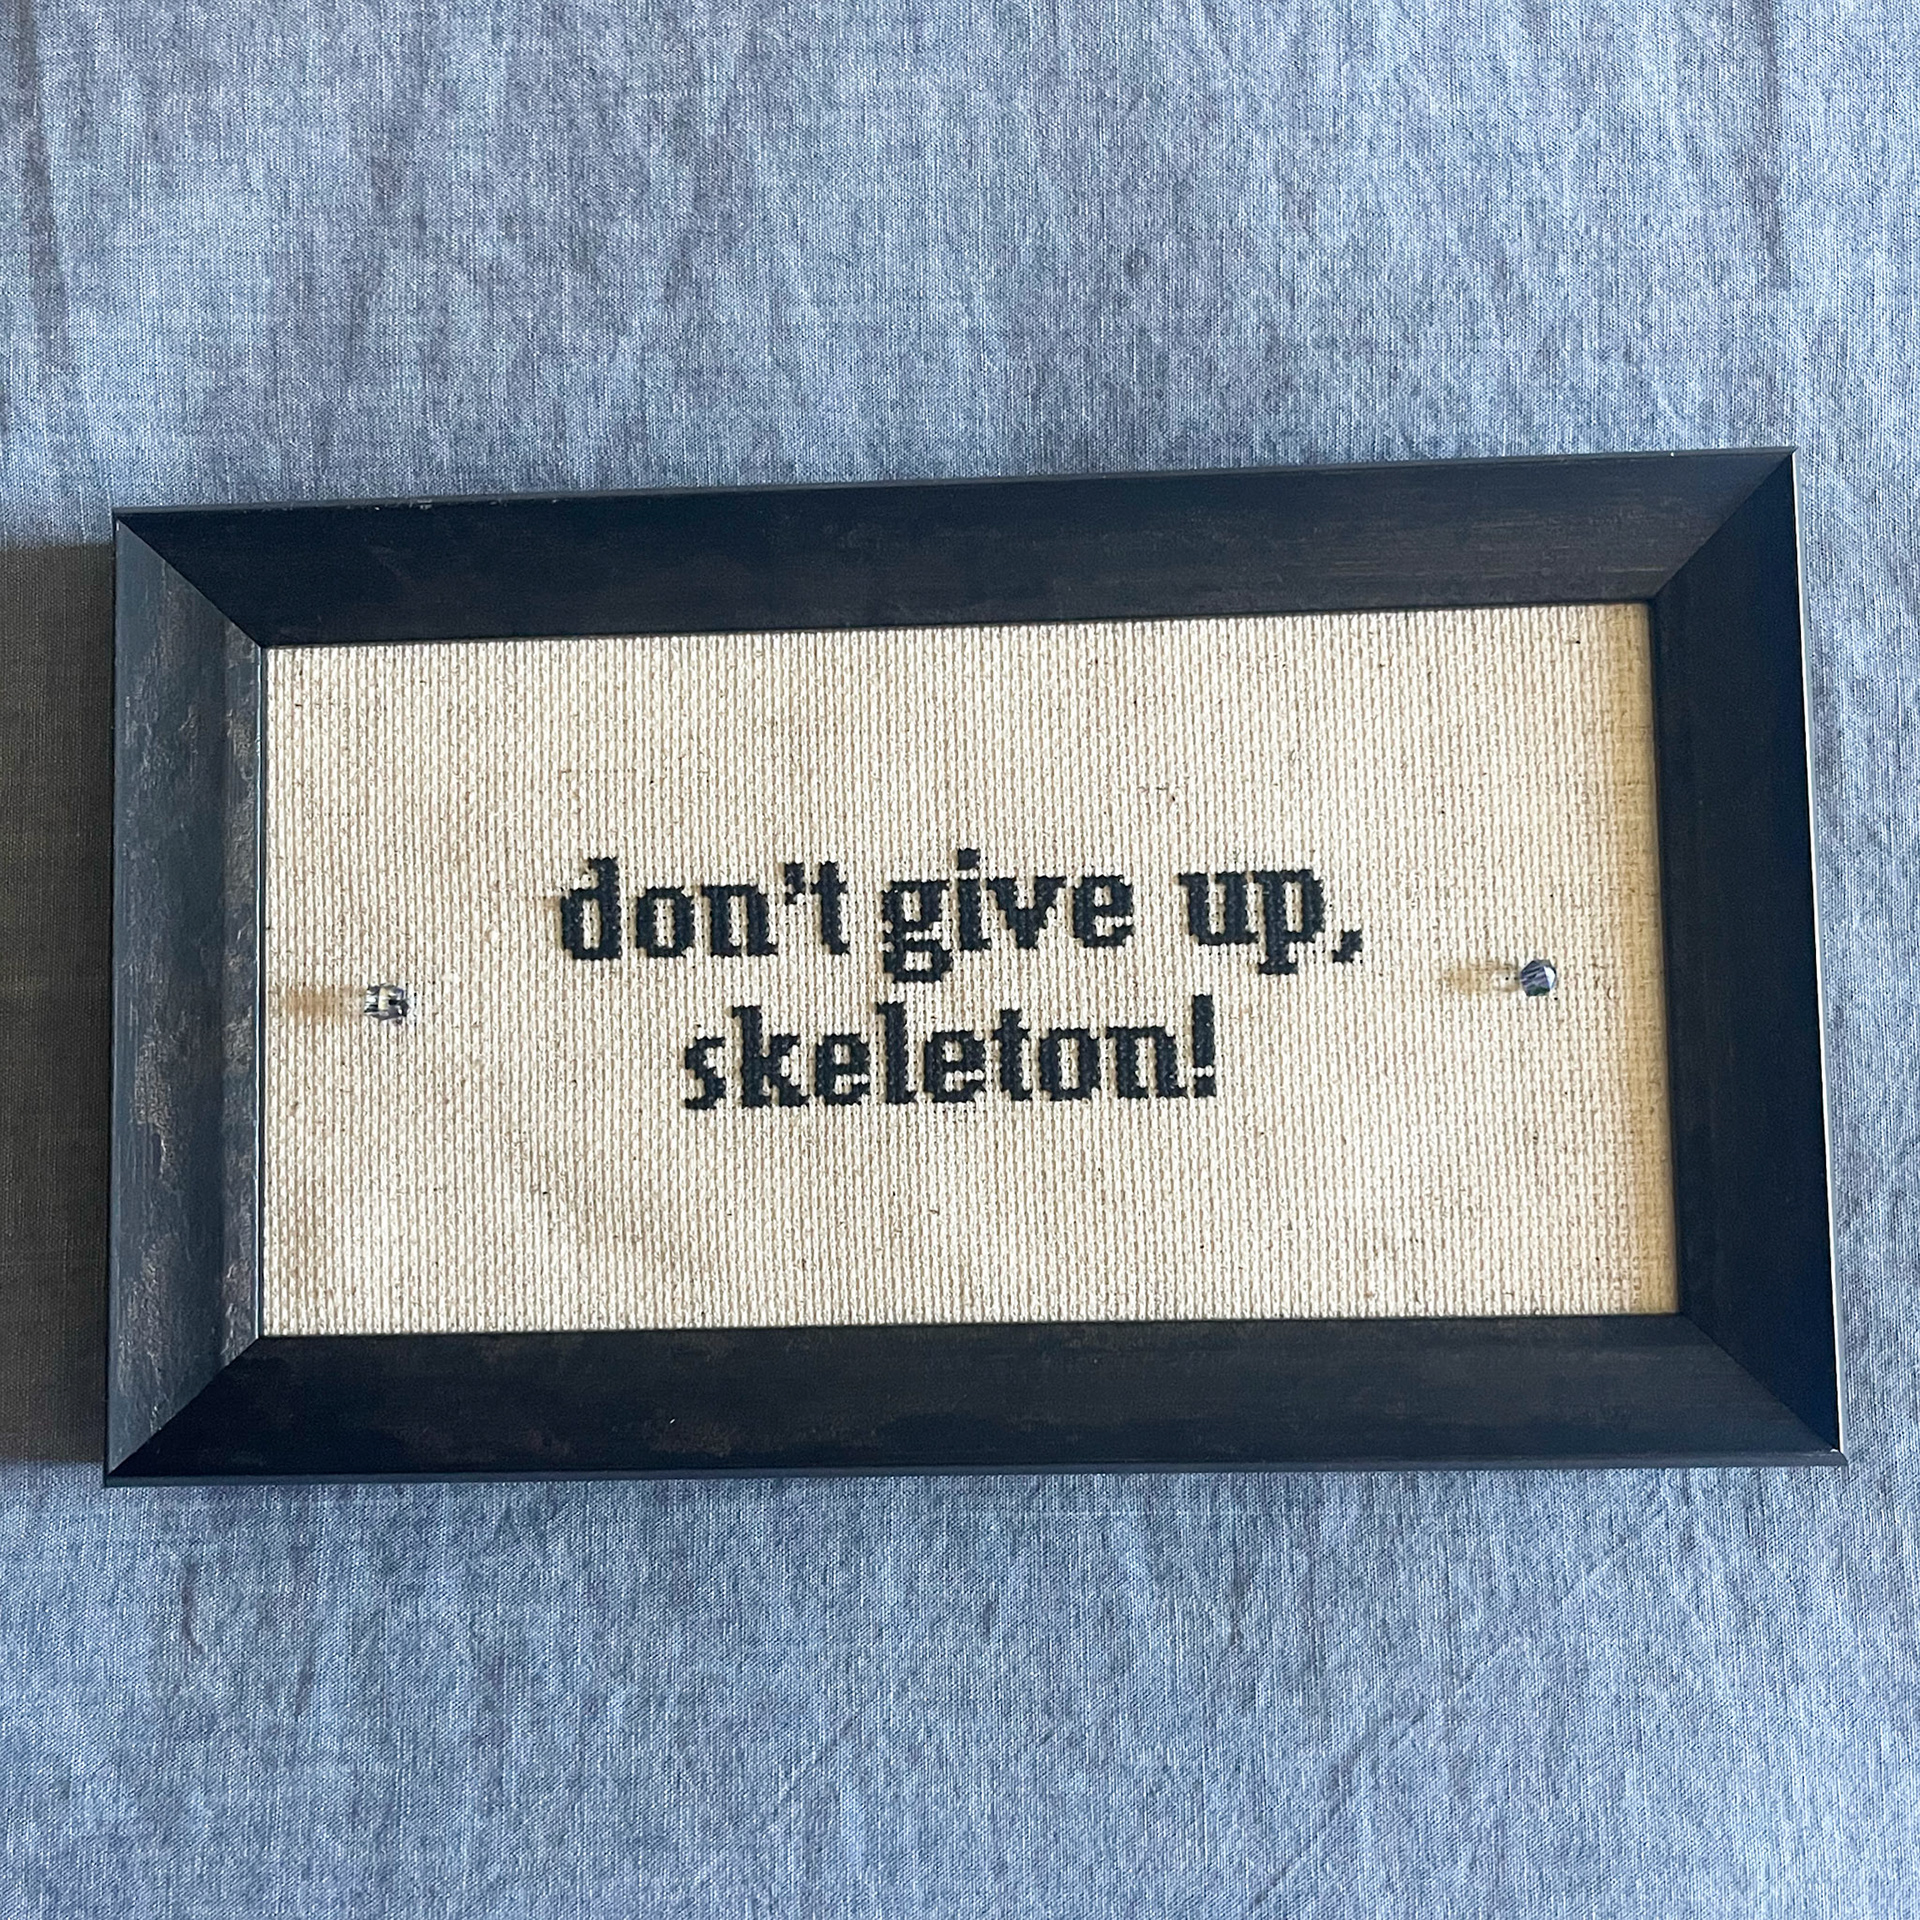 don't give up,
skeleton!